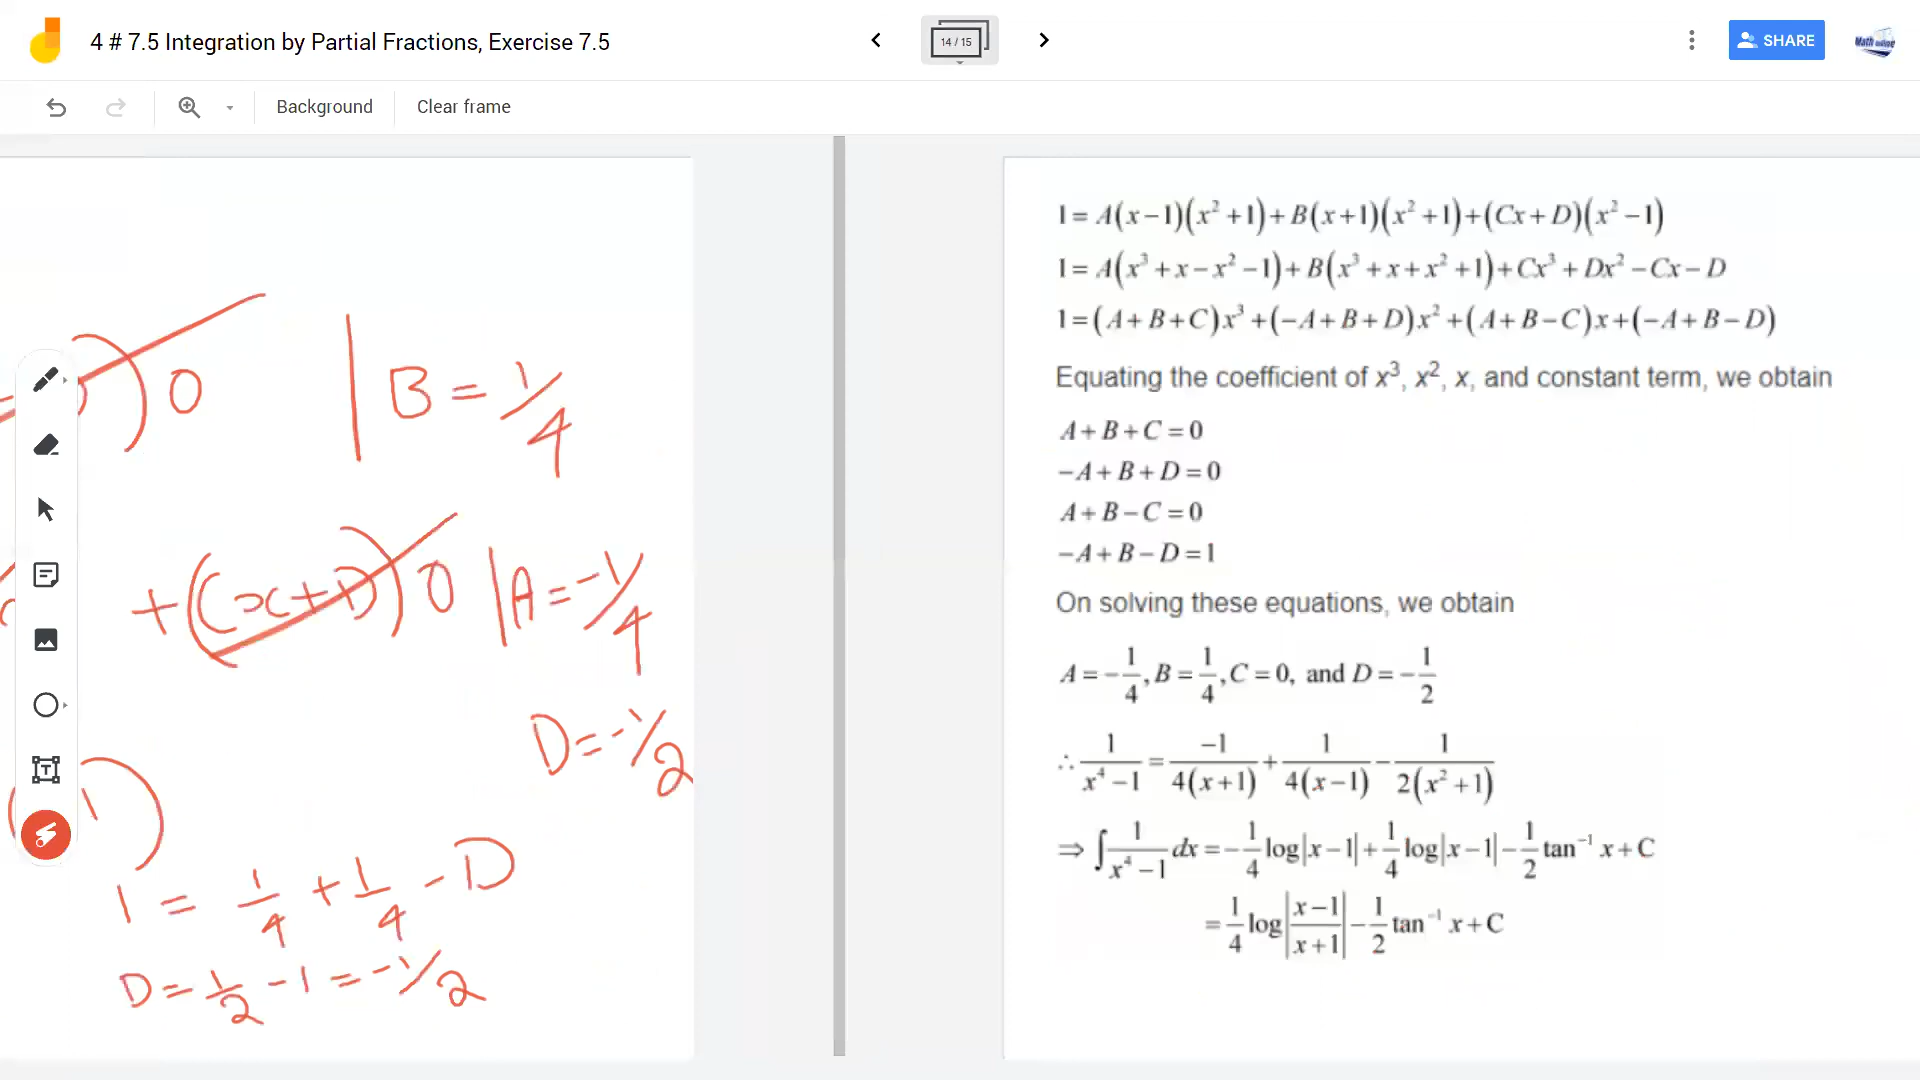 4 # 7.5 Integration by Partial Fractions, Exercise 7.5
14 / 15
SHARE
Math online
Background
Clear frame
) 0 | B = 1/4
+(Cx+D) 0 | A = -1/4
D = -1/2
1 = 1/4 + 1/4 - D
D = 1/2 - 1 = -1/2
1 = A(x−1)(x²+1)+B(x+1)(x²+1)+(Cx+D)(x²−1)
1 = A(x³+x−x²−1)+B(x³+x+x²+1)+Cx³+Dx²−Cx−D
1 = (A+B+C)x³+(−A+B+D)x²+(A+B−C)x+(−A+B−D)
Equating the coefficient of x³, x², x, and constant term, we obtain
A+B+C=0
−A+B+D=0
A+B−C=0
−A+B−D=1
On solving these equations, we obtain
A=−1/4, B=1/4, C=0, and D=−1/2
∴ 1/(x⁴−1) = −1/(4(x+1)) + 1/(4(x−1)) − 1/(2(x²+1))
⇒ ∫ 1/(x⁴−1) dx = −1/4 log|x−1| + 1/4 log|x−1| − 1/2 tan⁻¹ x + C
= 1/4 log|(x−1)/(x+1)| − 1/2 tan⁻¹ x + C